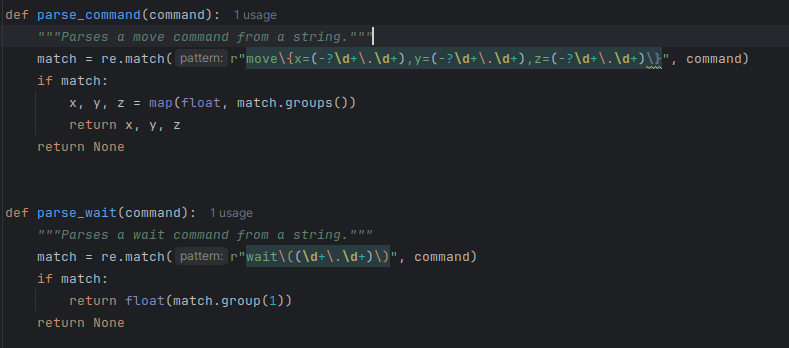 def parse_command(command):  1 usage
    """Parses a move command from a string."""
    match = re.match( pattern: r"move\{x=(-?\d+\.\d+),y=(-?\d+\.\d+),z=(-?\d+\.\d+)\}", command)
    if match:
        x, y, z = map(float, match.groups())
        return x, y, z
    return None
def parse_wait(command):  1 usage
    """Parses a wait command from a string."""
    match = re.match( pattern: r"wait\((\d+\.\d+)\)", command)
    if match:
        return float(match.group(1))
    return None